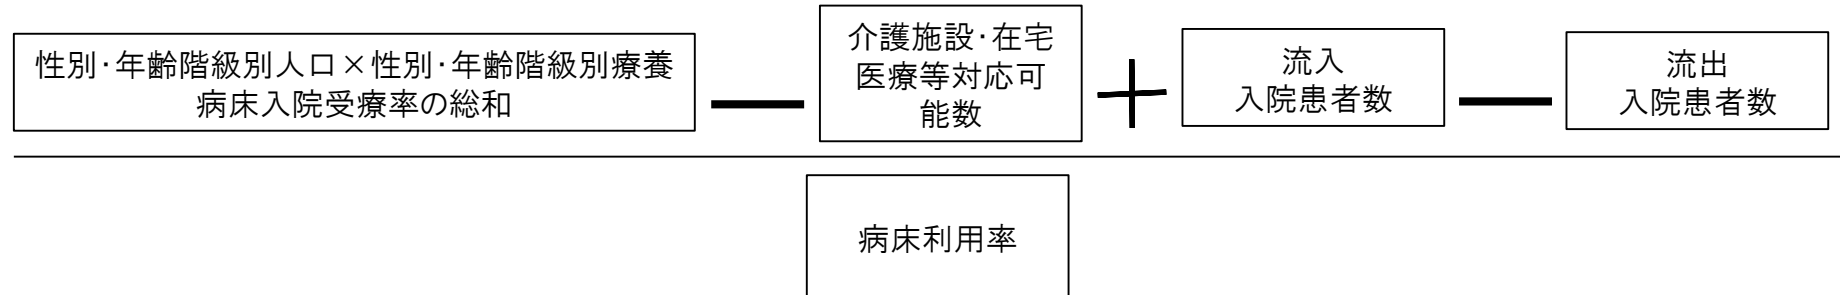 性別・年齢階級別人口×性別・年齢階級別療養
病床入院受療率の総和
介護施設・在宅
医療等対応可
能数
流入
入院患者数
流出
入院患者数
病床利用率